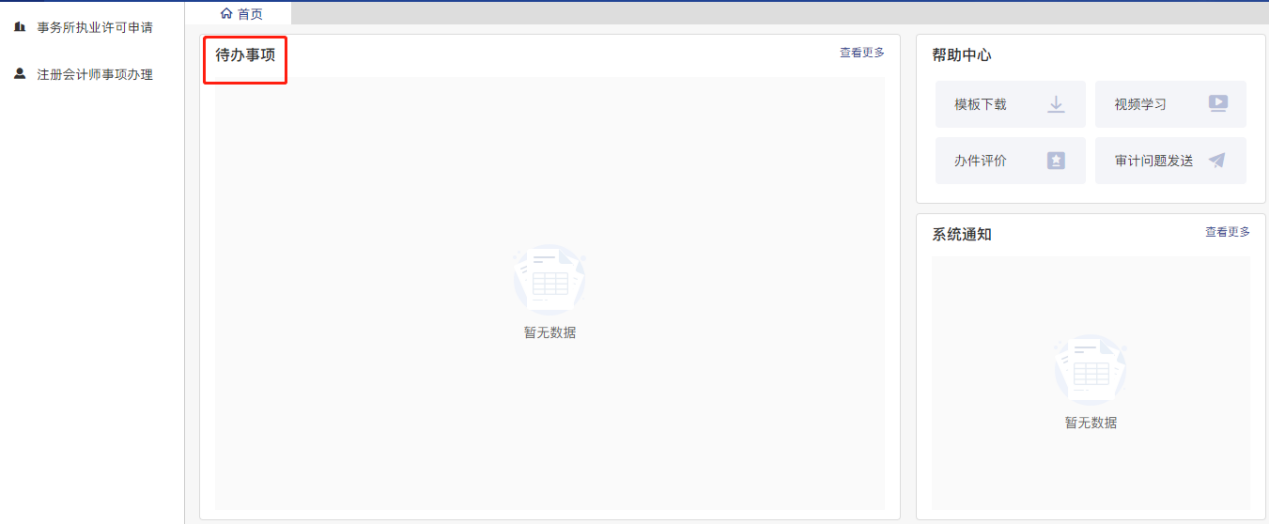 事务所执业许可申请
注册会计师事项办理
首页
待办事项
查看更多
暂无数据
帮助中心
模板下载
视频学习
办件评价
审计问题发送
系统通知
查看更多
暂无数据